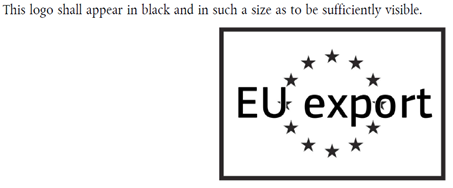 This logo shall appear in black and in such a size as to be sufficiently visible.
EU export